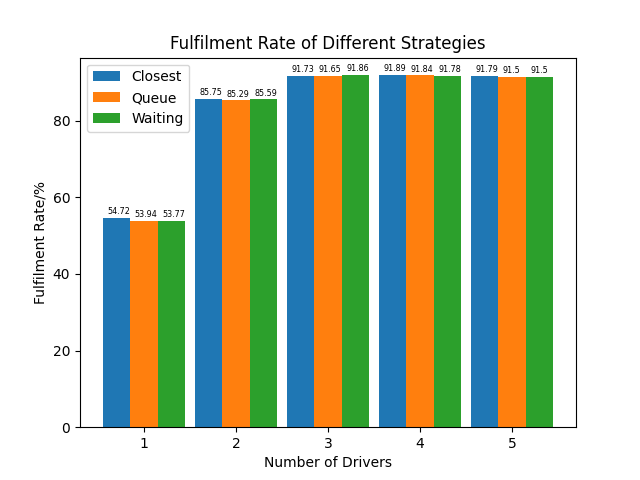 Fulfilment Rate of Different Strategies
Closest
Queue
Waiting
54.72 53.94 53.77
85.75 85.29 85.59
91.73 91.65 91.86
91.89 91.84 91.78
91.79 91.5 91.5
Fulfilment Rate/%
80
60
40
20
0
1 2 3 4 5
Number of Drivers